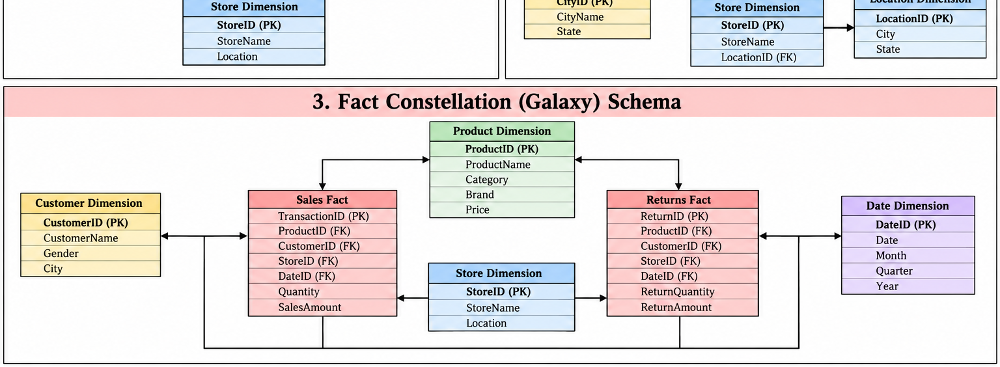 Store Dimension
StoreID (PK)
StoreName
Location
CityID (PK)
CityName
State
Store Dimension
StoreID (PK)
StoreName
LocationID (FK)
Location Dimension
LocationID (PK)
City
State
3. Fact Constellation (Galaxy) Schema
Product Dimension
ProductID (PK)
ProductName
Category
Brand
Price
Customer Dimension
CustomerID (PK)
CustomerName
Gender
City
Sales Fact
TransactionID (PK)
ProductID (FK)
CustomerID (FK)
StoreID (FK)
DateID (FK)
Quantity
SalesAmount
Store Dimension
StoreID (PK)
StoreName
Location
Returns Fact
ReturnID (PK)
ProductID (FK)
CustomerID (FK)
StoreID (FK)
DateID (FK)
ReturnQuantity
ReturnAmount
Date Dimension
DateID (PK)
Date
Month
Quarter
Year